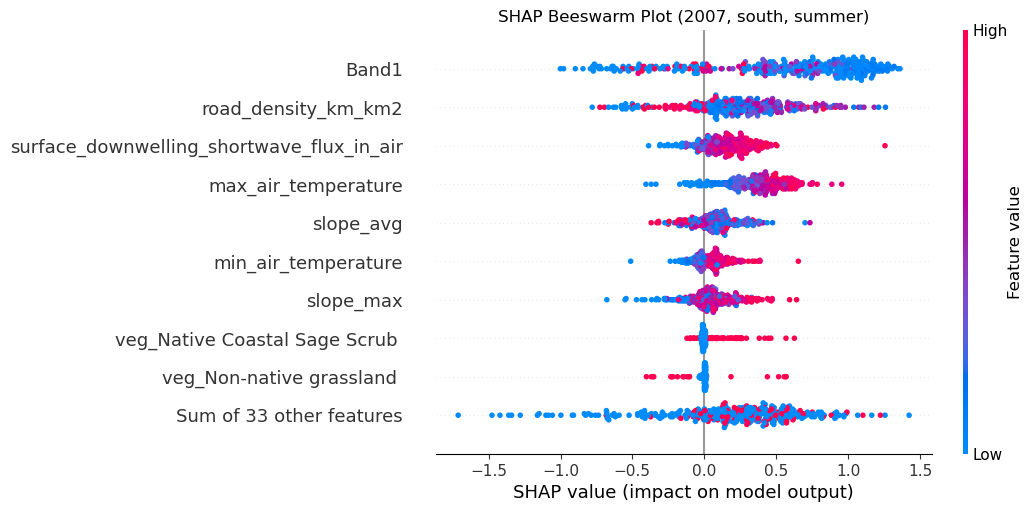 SHAP Beeswarm Plot (2007, south, summer)
High
Band1
road_density_km_km2
surface_downwelling_shortwave_flux_in_air
max_air_temperature
slope_avg
min_air_temperature
slope_max
veg_Native Coastal Sage Scrub
veg_Non-native grassland
Sum of 33 other features
Feature value
Low
−1.5 −1.0 −0.5 0.0 0.5 1.0 1.5
SHAP value (impact on model output)